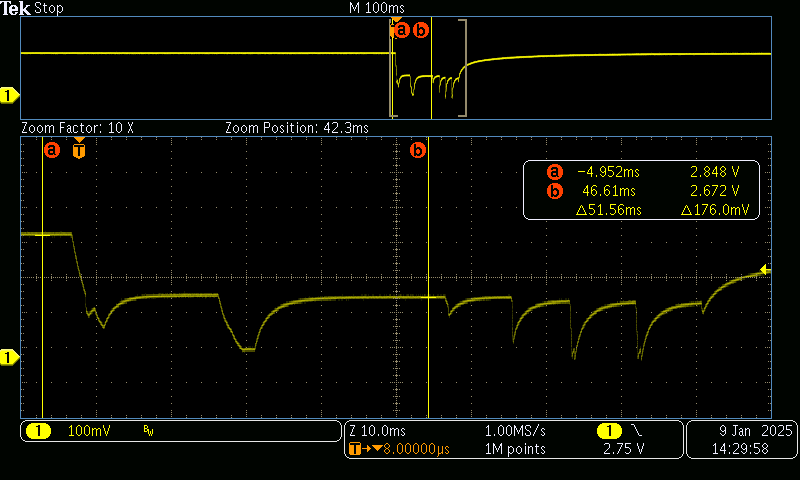 Tek Stop M 100ms
a b
1
Zoom Factor: 10 X Zoom Position: 42.3ms
a T b
a −4.952ms 2.848 V
b 46.61ms 2.672 V
Δ51.56ms Δ176.0mV
1
1 100mV BW Z 10.0ms 1.00MS/s 1 9 Jan 2025
T→▼8.00000µs 1M points 2.75 V 14:29:58